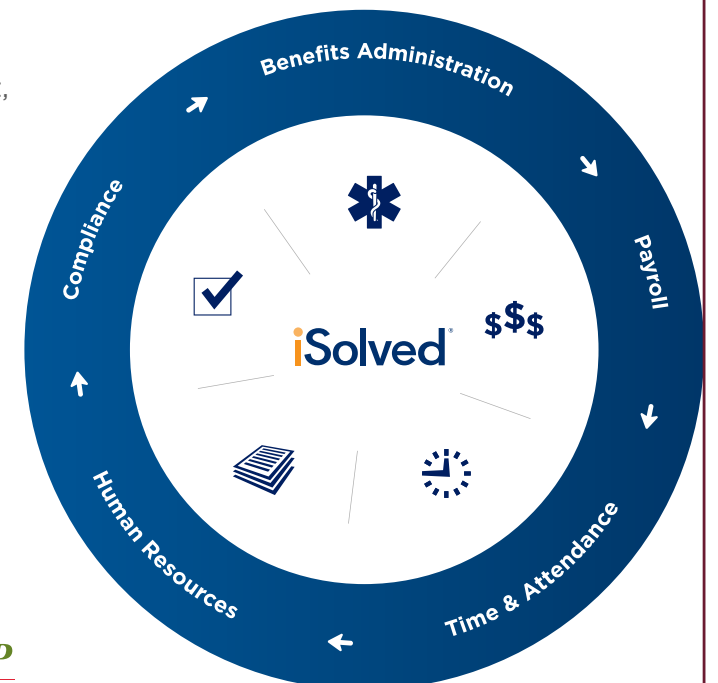 Benefits Administration
Payroll
Time & Attendance
Human Resources
Compliance
$$$
iSolved®
P